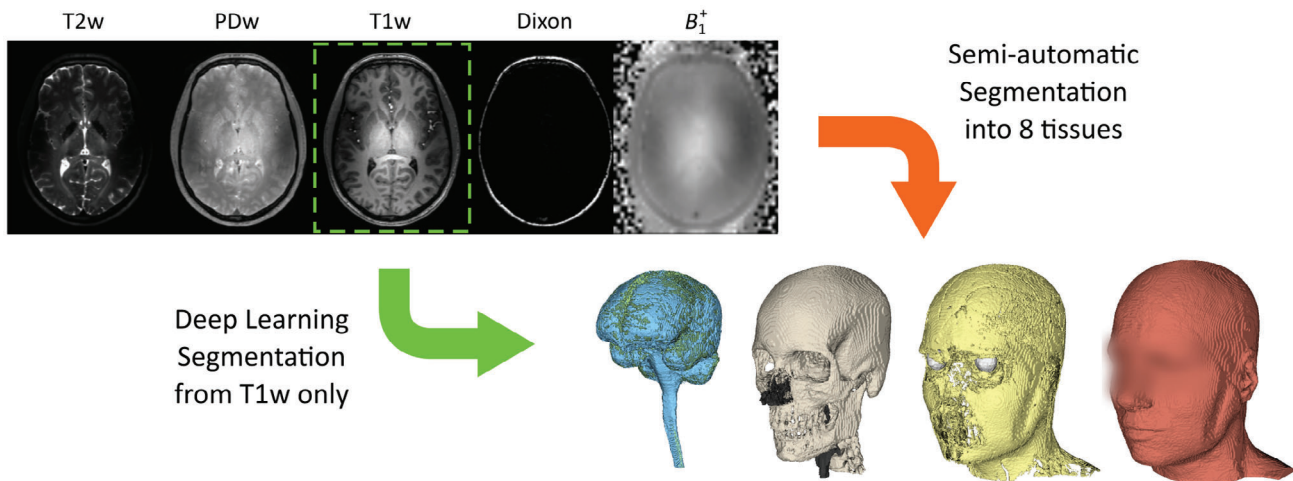 T2w PDw T1w Dixon B₁⁺
Semi-automatic
Segmentation
into 8 tissues
Deep Learning
Segmentation
from T1w only